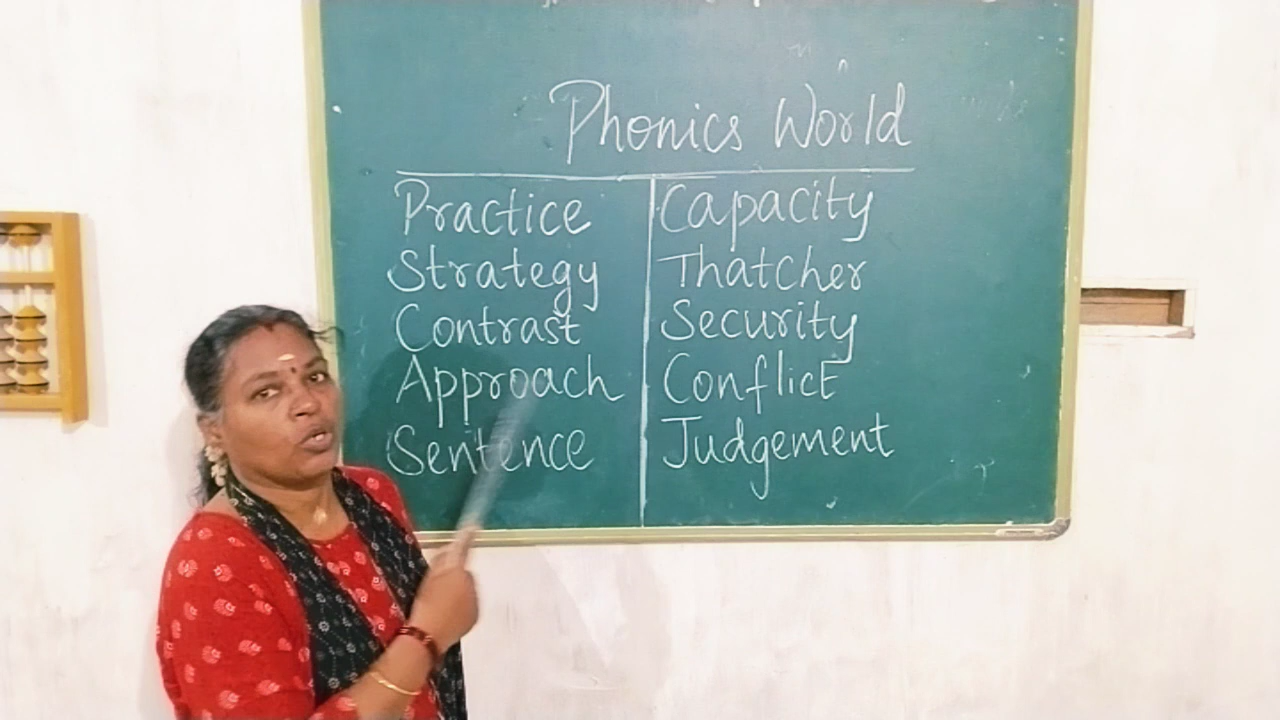 Phonics World
Practice
Strategy
Contrast
Approach
Sentence
Capacity
Thatcher
Security
Conflict
Judgement